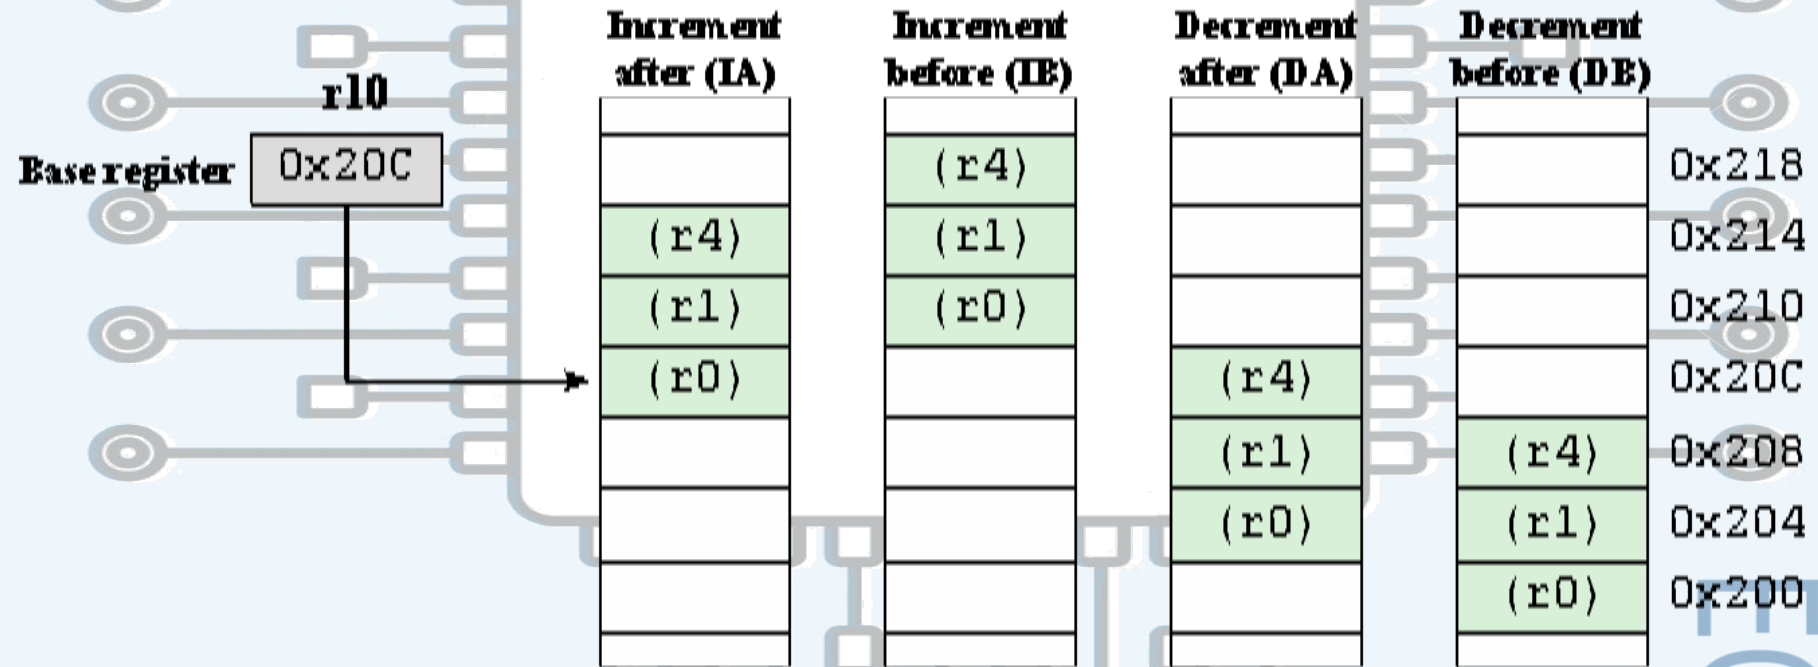 Increment
after (IA)
Increment
before (IB)
Decrement
after (DA)
Decrement
before (DB)
r10
Base register
0x20C
(r4)
0x218
(r4)
(r1)
0x214
(r1)
(r0)
0x210
(r0)
(r4)
0x20C
(r1)
(r4)
0x208
(r0)
(r1)
0x204
(r0)
0x200